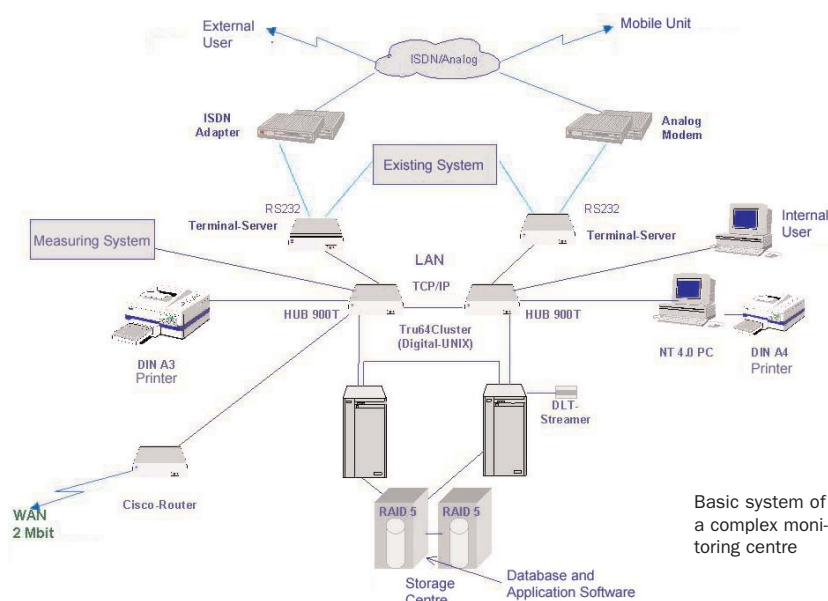 External
User
Mobile Unit
ISDN/Analog
ISDN
Adapter
Analog
Modem
Existing System
RS232
RS232
Terminal-Server
Terminal-Server
Internal
User
Measuring System
LAN
TCP/IP
HUB 900T
HUB 900T
Tru64Cluster
(Digital-UNIX)
DIN A3
Printer
NT 4.0 PC
DIN A4
Printer
DLT-
Streamer
Cisco-Router
WAN
2 Mbit
RAID 5
RAID 5
Storage
Centre
Database and
Application Software
Basic system of
a complex moni-
toring centre